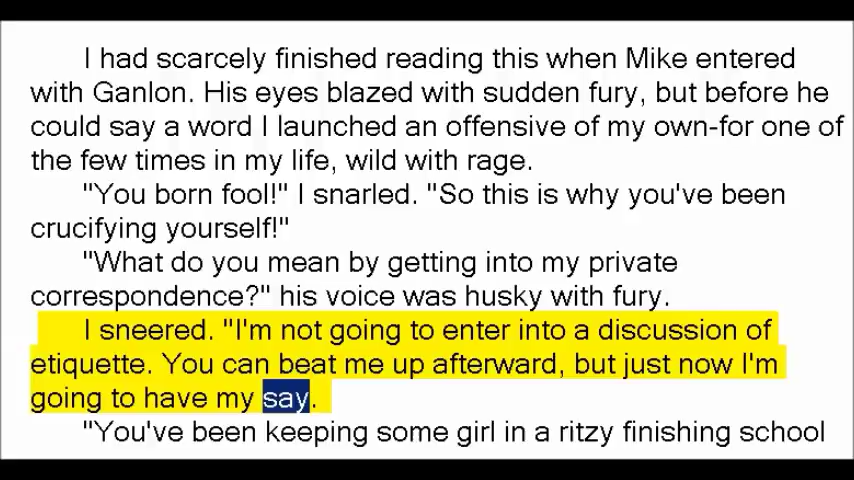 I had scarcely finished reading this when Mike entered
with Ganlon. His eyes blazed with sudden fury, but before he
could say a word I launched an offensive of my own-for one of
the few times in my life, wild with rage.
"You born fool!" I snarled. "So this is why you've been
crucifying yourself!"
"What do you mean by getting into my private
correspondence?" his voice was husky with fury.
I sneered. "I'm not going to enter into a discussion of
etiquette. You can beat me up afterward, but just now I'm
going to have my say.
"You've been keeping some girl in a ritzy finishing school